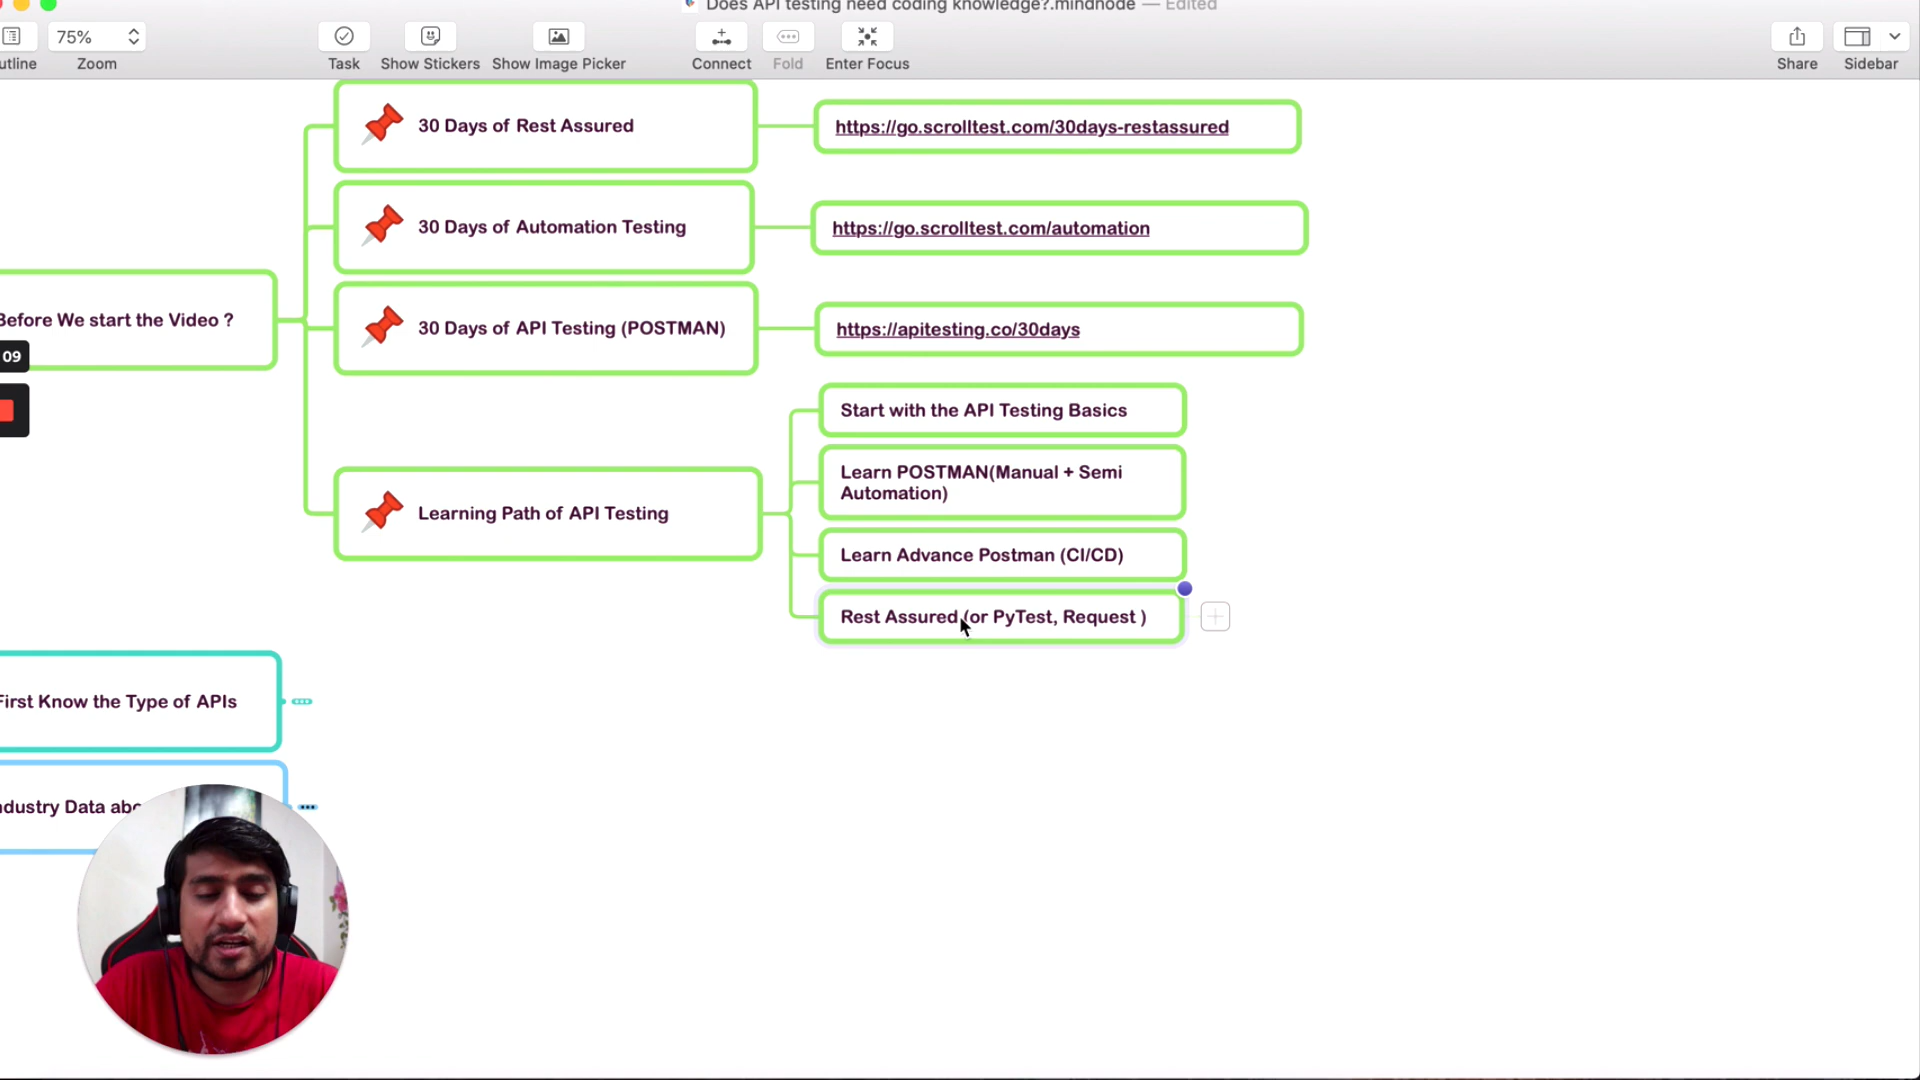 Does API testing need coding knowledge?.mindnode — Edited
utline
75%
Zoom
Task
Show Stickers
Show Image Picker
Connect
Fold
Enter Focus
Share
Sidebar
30 Days of Rest Assured
https://go.scrolltest.com/30days-restassured
30 Days of Automation Testing
https://go.scrolltest.com/automation
Before We start the Video ?
30 Days of API Testing (POSTMAN)
https://apitesting.co/30days
09
Learning Path of API Testing
Start with the API Testing Basics
Learn POSTMAN(Manual + Semi
Automation)
Learn Advance Postman (CI/CD)
Rest Assured (or PyTest, Request )
First Know the Type of APIs
ndustry Data abo